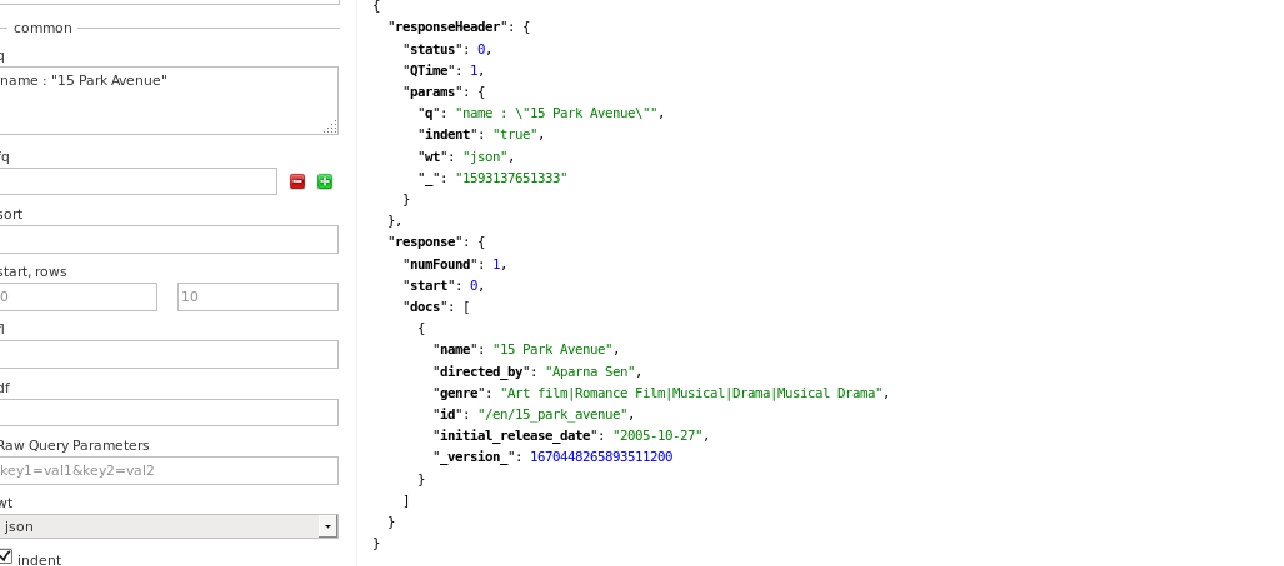 common
q
name : "15 Park Avenue"
fq
sort
start, rows
0
10
fl
df
Raw Query Parameters
key1=val1&key2=val2
wt
json
indent
{
"responseHeader": {
"status": 0,
"QTime": 1,
"params": {
"q": "name : \"15 Park Avenue\"",
"indent": "true",
"wt": "json",
"_": "1593137651333"
}
},
"response": {
"numFound": 1,
"start": 0,
"docs": [
{
"name": "15 Park Avenue",
"directed_by": "Aparna Sen",
"genre": "Art film|Romance Film|Musical|Drama|Musical Drama",
"id": "/en/15_park_avenue",
"initial_release_date": "2005-10-27",
"_version_": 1670448265893511200
}
]
}
}